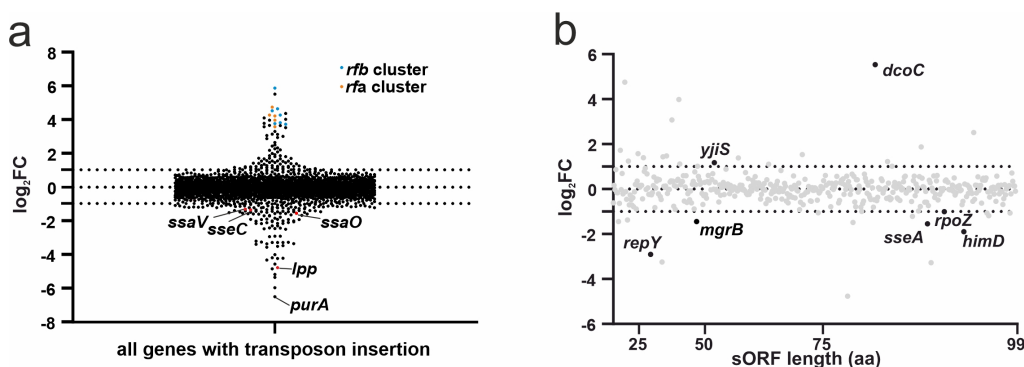 a
8
6
4
2
0
-2
-4
-6
-8
log2FC
rfb cluster
rfa cluster
ssaV
sseC
ssaO
lpp
purA
all genes with transposon insertion
b
6
4
2
0
-2
-4
-6
log2FC
dcoC
yjiS
mgrB
repY
rpoZ
sseA
himD
25 50 75 99
sORF length (aa)